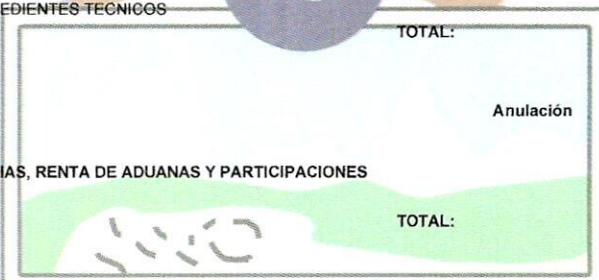 EDIENTES TECNICOS
TOTAL:
Anulación
IAS, RENTA DE ADUANAS Y PARTICIPACIONES
TOTAL: